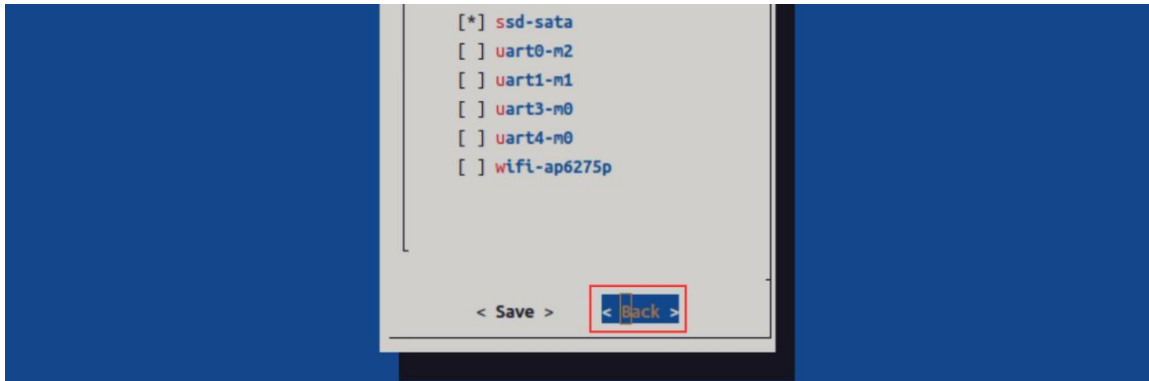 [*] ssd-sata
[ ] uart0-m2
[ ] uart1-m1
[ ] uart3-m0
[ ] uart4-m0
[ ] wifi-ap6275p
< Save > < Back >